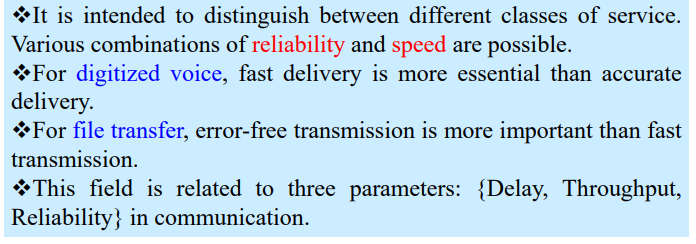 ❖It is intended to distinguish between different classes of service.
Various combinations of reliability and speed are possible.
❖For digitized voice, fast delivery is more essential than accurate
delivery.
❖For file transfer, error-free transmission is more important than fast
transmission.
❖This field is related to three parameters: {Delay, Throughput,
Reliability} in communication.